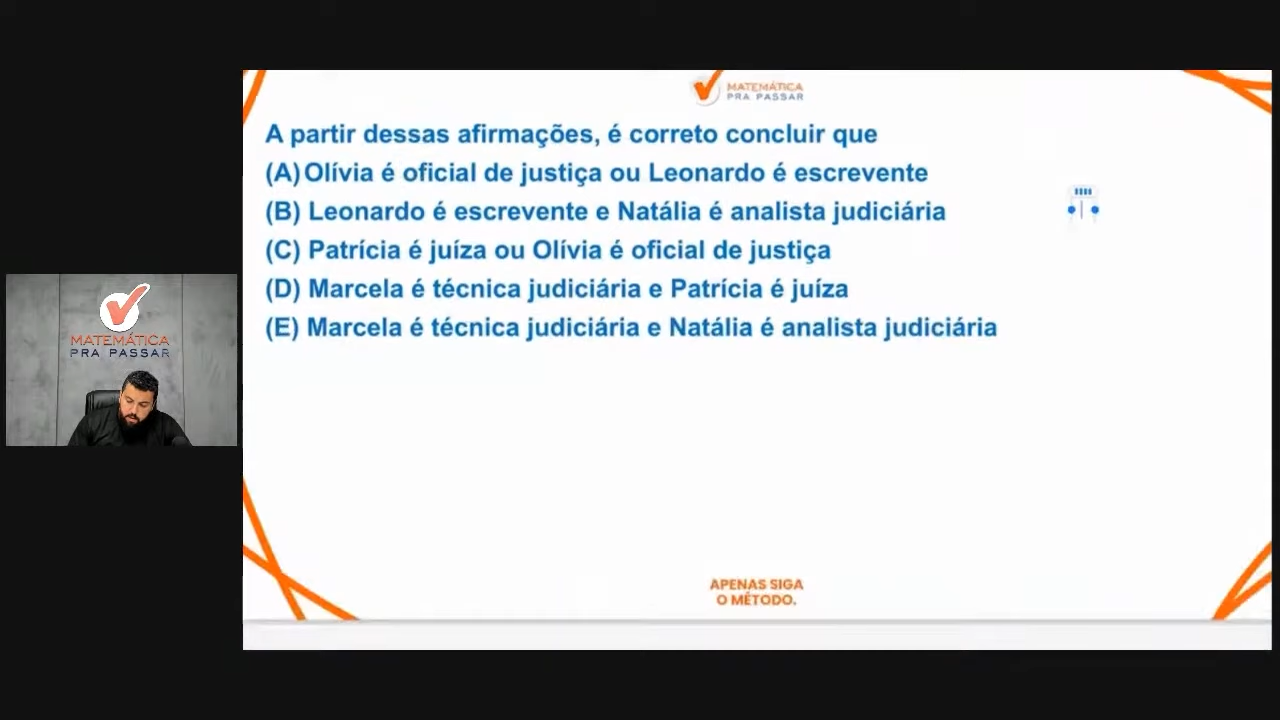 MATEMÁTICA
PRA PASSAR
A partir dessas afirmações, é correto concluir que
(A) Olívia é oficial de justiça ou Leonardo é escrevente
(B) Leonardo é escrevente e Natália é analista judiciária
(C) Patrícia é juíza ou Olívia é oficial de justiça
(D) Marcela é técnica judiciária e Patrícia é juíza
(E) Marcela é técnica judiciária e Natália é analista judiciária
MATEMÁTICA
PRA PASSAR
APENAS SIGA
O MÉTODO.